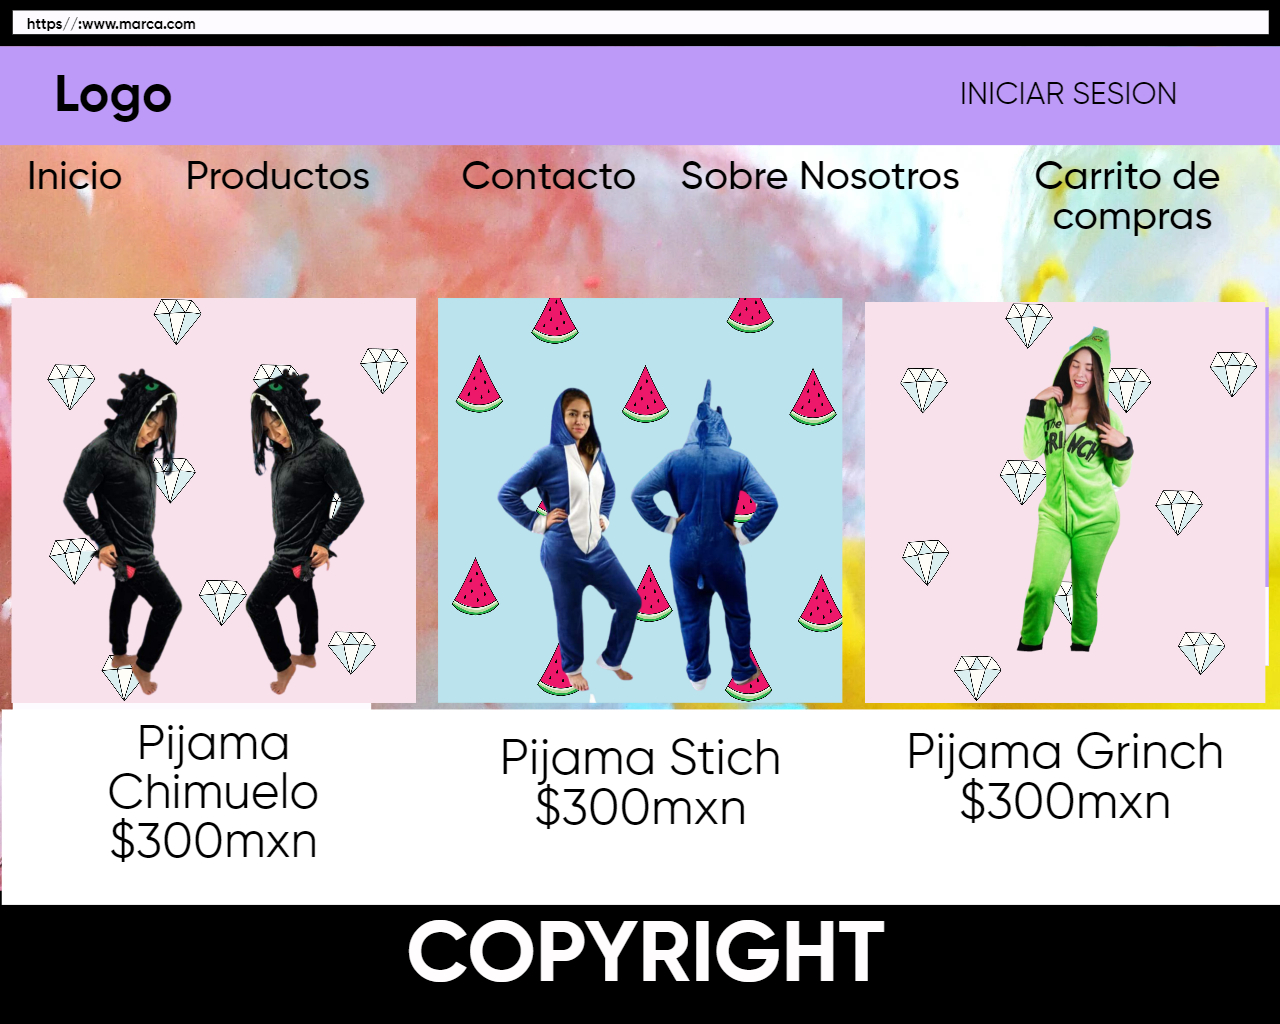 https//:www.marca.com
Logo
INICIAR SESION
Inicio
Productos
Contacto
Sobre Nosotros
Carrito de
compras
The
GRINCH
Pijama
Chimuelo
$300mxn
Pijama Stich
$300mxn
Pijama Grinch
$300mxn
COPYRIGHT